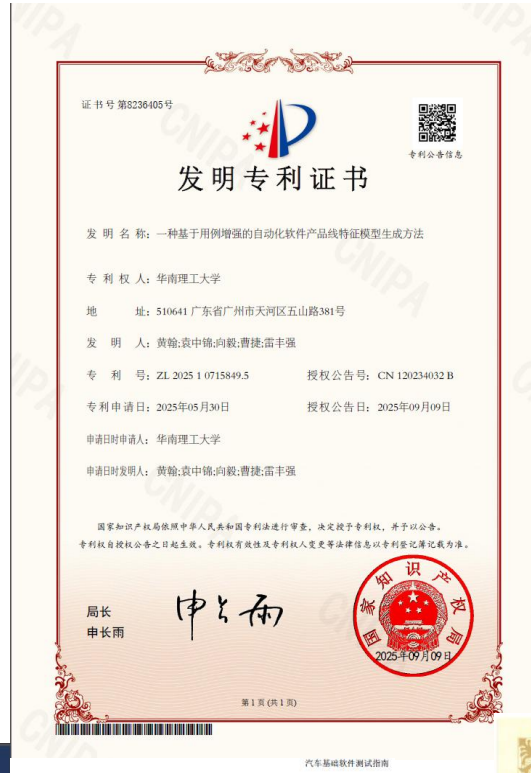 证书号第8236405号
专利公告信息
发明专利证书
发明名称：一种基于用例增强的自动化软件产品线特征模型生成方法
专利权人：华南理工大学
地址：510641 广东省广州市天河区五山路381号
发明人：黄翰;袁中锦;向毅;曹捷;雷丰强
专利号：ZL 2025 1 0715849.5 授权公告号：CN 120234032 B
专利申请日：2025年05月30日 授权公告日：2025年09月09日
申请日时申请人：华南理工大学
申请日时发明人：黄翰;袁中锦;向毅;曹捷;雷丰强
国家知识产权局依照中华人民共和国专利法进行审查，决定授予专利权，并予以公告。
专利权自授权公告之日起生效。专利权有效性及专利权人变更等法律信息以专利登记簿记载为准。
局长
申长雨
申长雨
国家知识产权局
2025年09月09日
第1页(共1页)
汽车基础软件测试指南
CNIPA
CNIPA
CNIPA
CNIPA